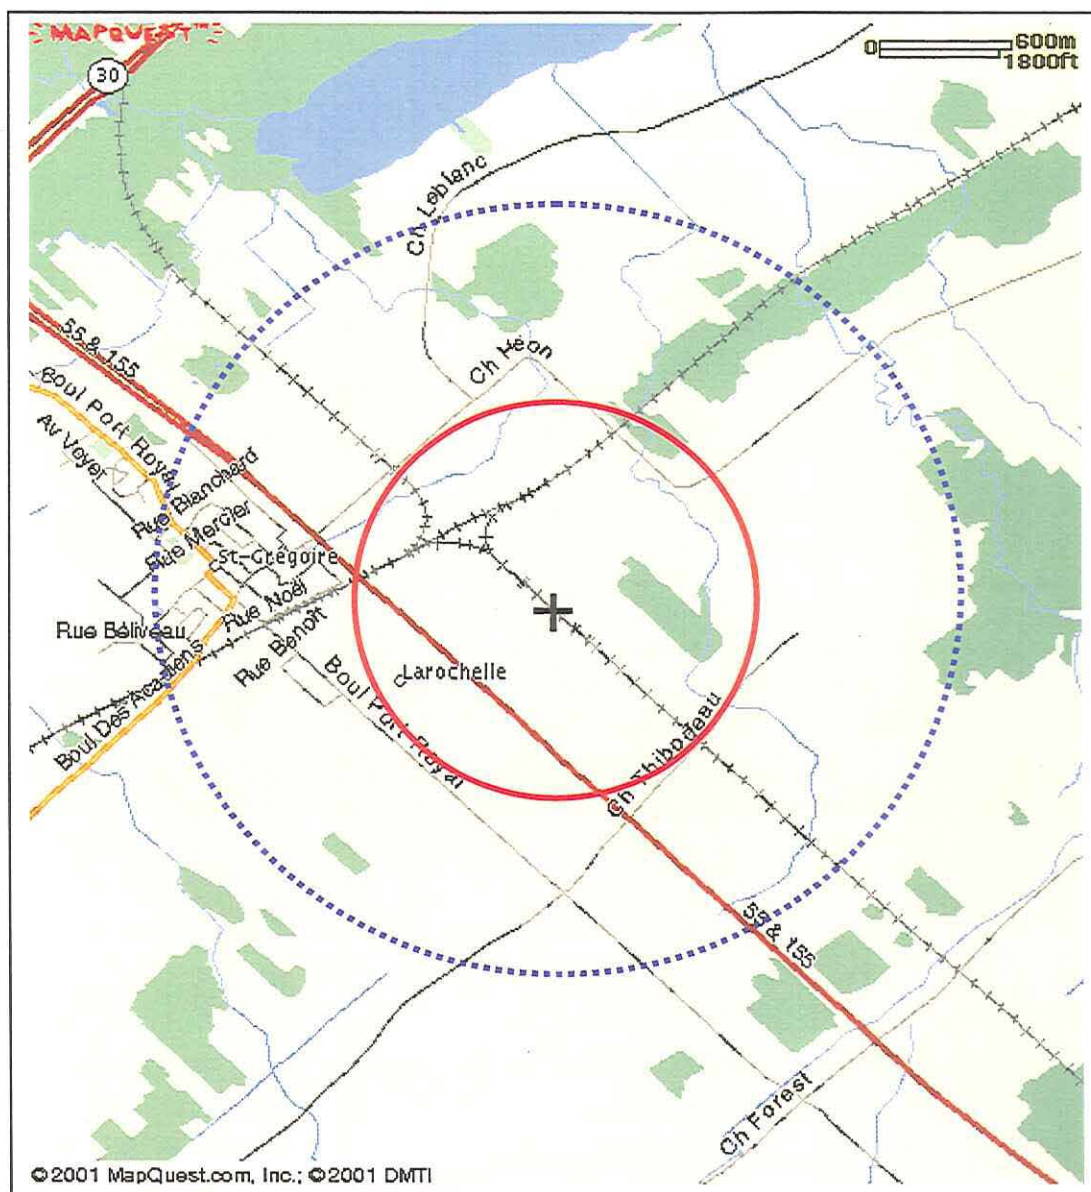 MAPQUEST™
30
0
600m
1800ft
Ch Leblanc
55 & 155
Ch Héon
Boul Port Royal
Av Voyer
Rue Blanchard
Rue Mercier
St-Grégoire
Rue Noël
Rue Béliveau
Rue Benoît
Boul Des Acadiens
Larochelle
Boul Port Royal
Ch Thibodeau
55 & 155
Ch Forest
©2001 MapQuest.com, Inc.; ©2001 DMTI